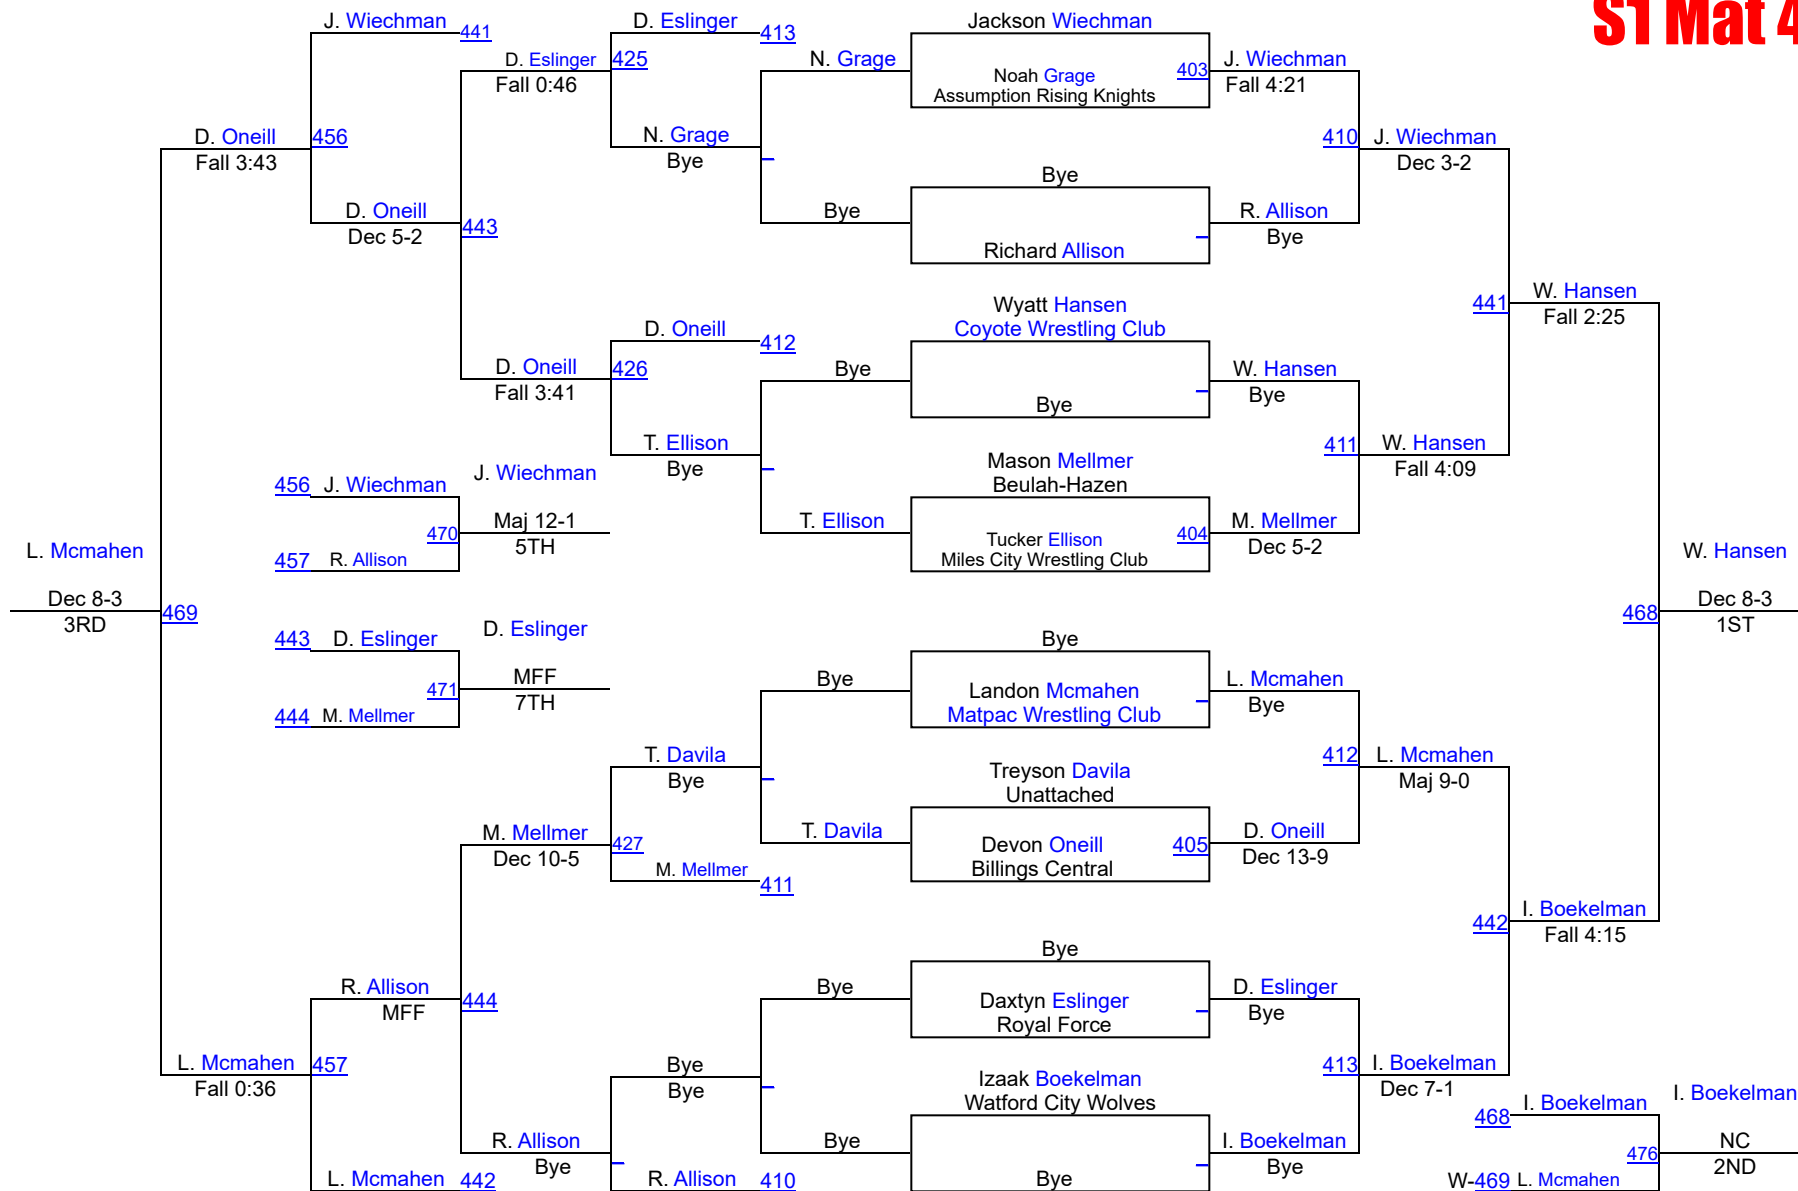 S1 Mat 4
J. Wiechman
441
D. Eslinger
413
Jackson Wiechman
D. Eslinger
425
Fall 0:46
N. Grage
Noah Grage
Assumption Rising Knights
403
J. Wiechman
Fall 4:21
D. Oneill
456
Fall 3:43
N. Grage
Bye
410
J. Wiechman
Dec 3-2
Bye
D. Oneill
Dec 5-2
443
Bye
Richard Allison
R. Allison
Bye
Wyatt Hansen
Coyote Wrestling Club
441
W. Hansen
Fall 2:25
D. Oneill
412
D. Oneill
426
Fall 3:41
Bye
Bye
W. Hansen
Bye
T. Ellison
Bye
411
W. Hansen
Fall 4:09
Mason Mellmer
Beulah-Hazen
456
J. Wiechman
J. Wiechman
470
Maj 12-1
5TH
457
R. Allison
T. Ellison
Tucker Ellison
Miles City Wrestling Club
404
M. Mellmer
Dec 5-2
L. Mcmahen
Dec 8-3
3RD
469
W. Hansen
468
Dec 8-3
1ST
443
D. Eslinger
D. Eslinger
471
MFF
7TH
444
M. Mellmer
Bye
Bye
Landon Mcmahen
Matpac Wrestling Club
L. Mcmahen
Bye
T. Davila
Bye
Treyson Davila
Unattached
412
L. Mcmahen
Maj 9-0
M. Mellmer
Dec 10-5
427
T. Davila
Devon Oneill
Billings Central
405
D. Oneill
Dec 13-9
M. Mellmer
411
442
I. Boekelman
Fall 4:15
Bye
R. Allison
MFF
444
Bye
Daxtyn Eslinger
Royal Force
D. Eslinger
Bye
L. Mcmahen
457
Fall 0:36
Bye
Bye
Izaak Boekelman
Watford City Wolves
413
I. Boekelman
Dec 7-1
468
I. Boekelman
I. Boekelman
R. Allison
Bye
Bye
Bye
I. Boekelman
Bye
476
NC
2ND
L. Mcmahen
442
R. Allison
410
W-469
L. Mcmahen